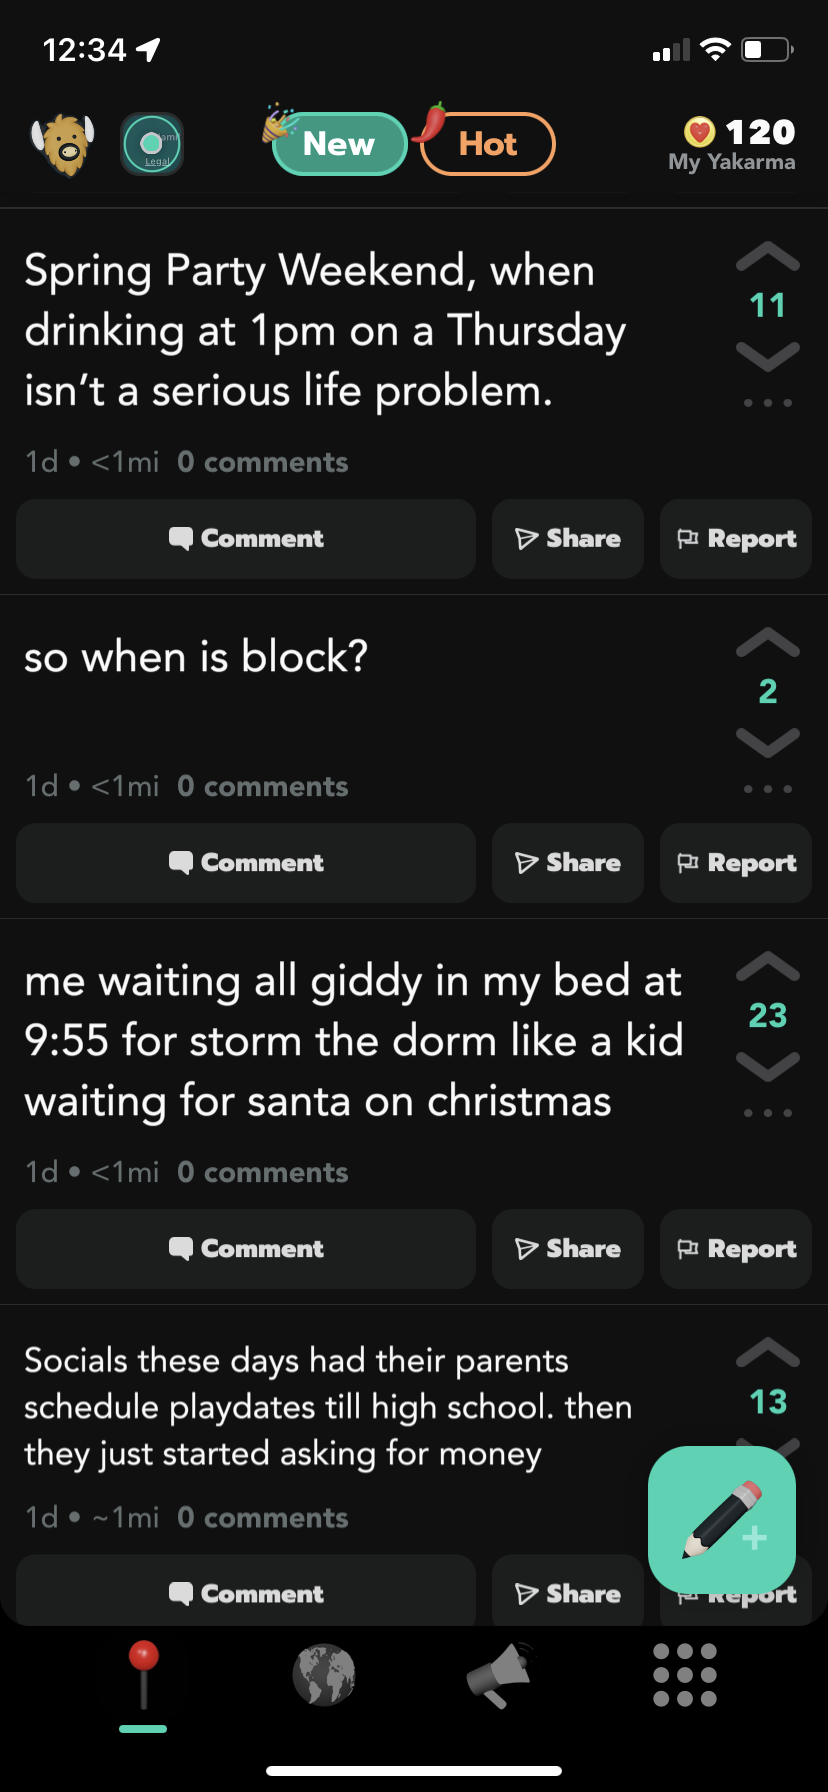 12:34
Legal
New
Hot
120
My Yakarma
Spring Party Weekend, when
drinking at 1pm on a Thursday
isn’t a serious life problem.
11
1d • <1mi 0 comments
Comment
Share
Report
so when is block?
2
1d • <1mi 0 comments
Comment
Share
Report
me waiting all giddy in my bed at
9:55 for storm the dorm like a kid
waiting for santa on christmas
23
1d • <1mi 0 comments
Comment
Share
Report
Socials these days had their parents
schedule playdates till high school. then
they just started asking for money
13
1d • ~1mi 0 comments
Comment
Share
Report